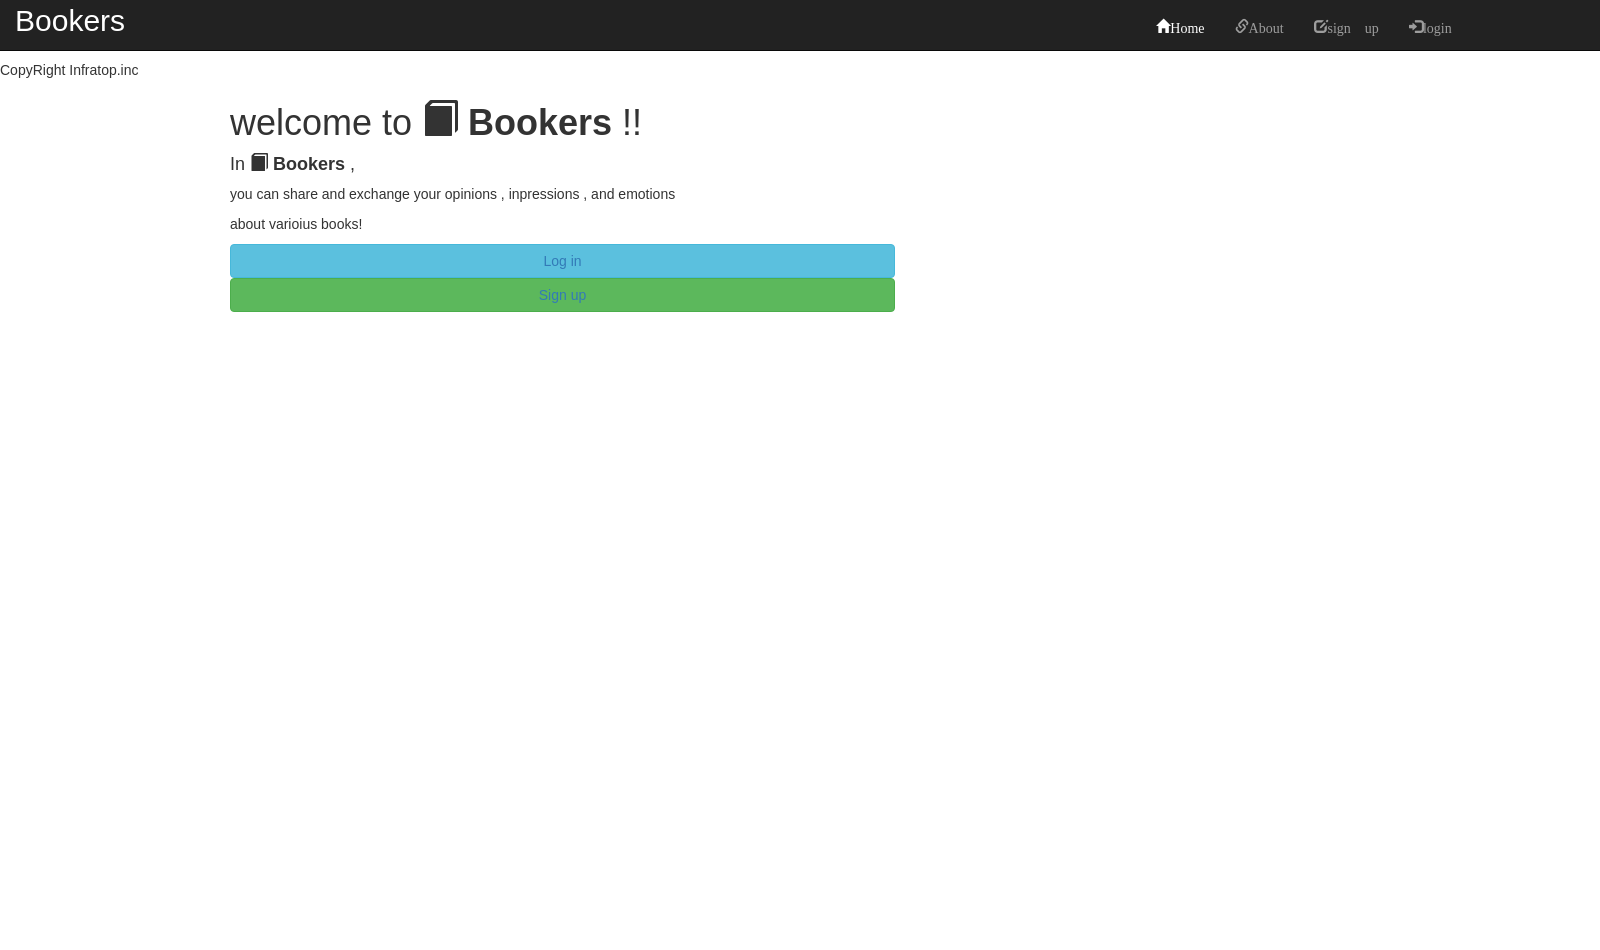 Bookers
Home About sign up login
CopyRight Infratop.inc
welcome to Bookers !!
In Bookers ,
you can share and exchange your opinions , inpressions , and emotions
about varioius books!
Log in
Sign up